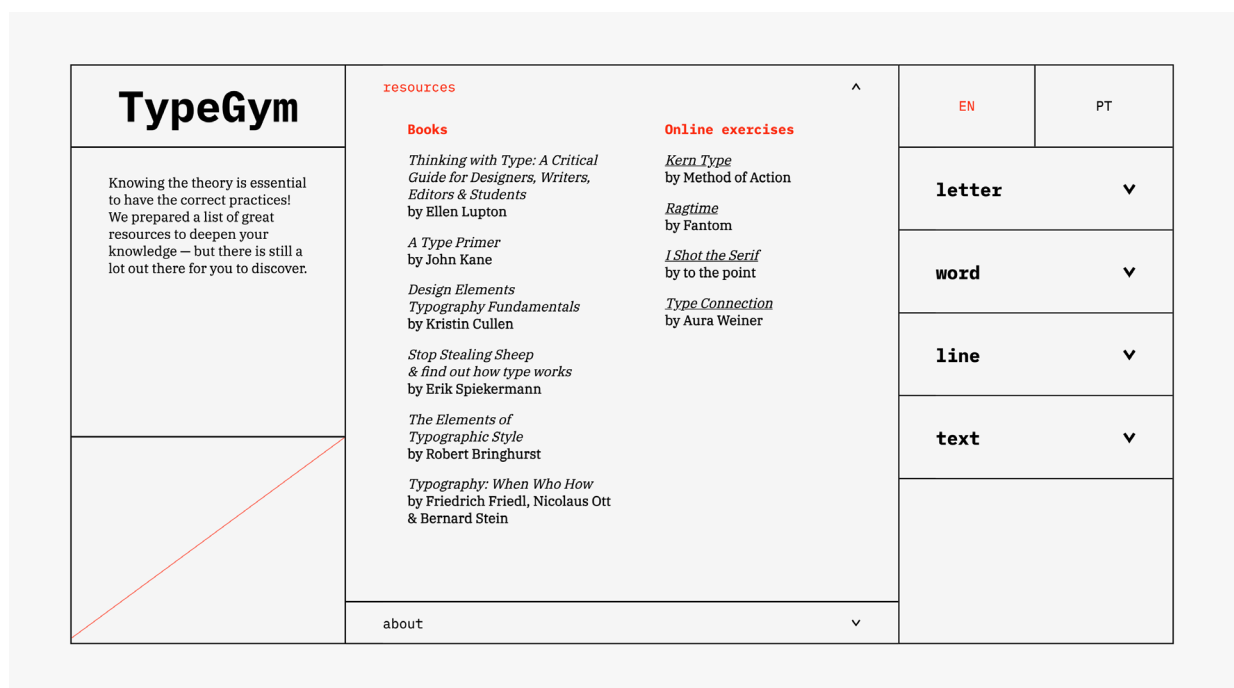 TypeGym
Knowing the theory is essential
to have the correct practices!
We prepared a list of great
resources to deepen your
knowledge — but there is still a
lot out there for you to discover.
resources
Books
Thinking with Type: A Critical
Guide for Designers, Writers,
Editors & Students
by Ellen Lupton
A Type Primer
by John Kane
Design Elements
Typography Fundamentals
by Kristin Cullen
Stop Stealing Sheep
& find out how type works
by Erik Spiekermann
The Elements of
Typographic Style
by Robert Bringhurst
Typography: When Who How
by Friedrich Friedl, Nicolaus Ott
& Bernard Stein
Online exercises
Kern Type
by Method of Action
Ragtime
by Fantom
I Shot the Serif
by to the point
Type Connection
by Aura Weiner
about
EN
PT
letter
word
line
text